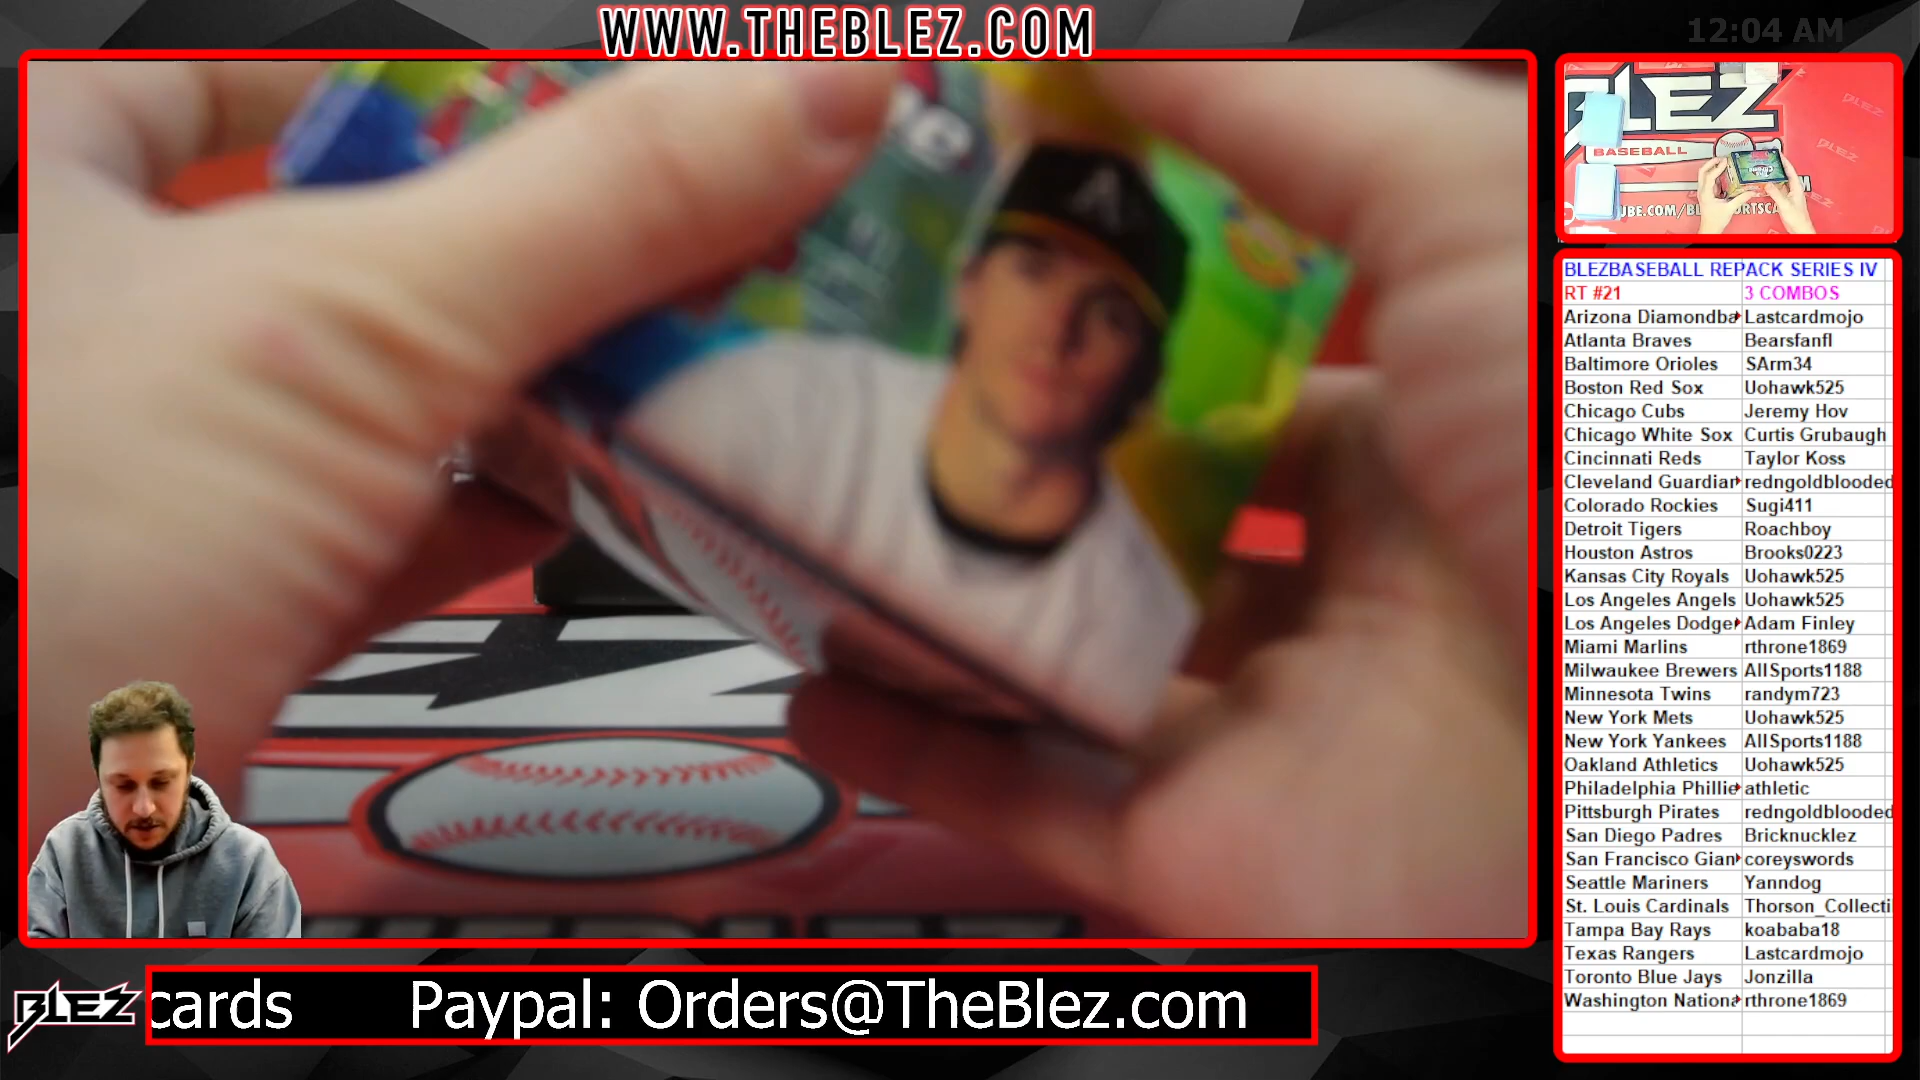 WWW.THEBLEZ.COM
12:04 AM
BLEZ
BASEBALL
BLEZBASEBALL REPACK SERIES IV
RT #21 3 COMBOS
Arizona Diamondba Lastcardmojo
Atlanta Braves Bearsfanfl
Baltimore Orioles SArm34
Boston Red Sox Uohawk525
Chicago Cubs Jeremy Hov
Chicago White Sox Curtis Grubaugh
Cincinnati Reds Taylor Koss
Cleveland Guardian redngoldblooded
Colorado Rockies Sugi411
Detroit Tigers Roachboy
Houston Astros Brooks0223
Kansas City Royals Uohawk525
Los Angeles Angels Uohawk525
Los Angeles Dodge Adam Finley
Miami Marlins rthrone1869
Milwaukee Brewers AllSports1188
Minnesota Twins randym723
New York Mets Uohawk525
New York Yankees AllSports1188
Oakland Athletics Uohawk525
Philadelphia Phillie athletic
Pittsburgh Pirates redngoldblooded
San Diego Padres Bricknucklez
San Francisco Gian coreyswords
Seattle Mariners Yanndog
St. Louis Cardinals Thorson_Collecti
Tampa Bay Rays koababa18
Texas Rangers Lastcardmojo
Toronto Blue Jays Jonzilla
Washington Nationa rthrone1869
BLEZ
cards Paypal: Orders@TheBlez.com